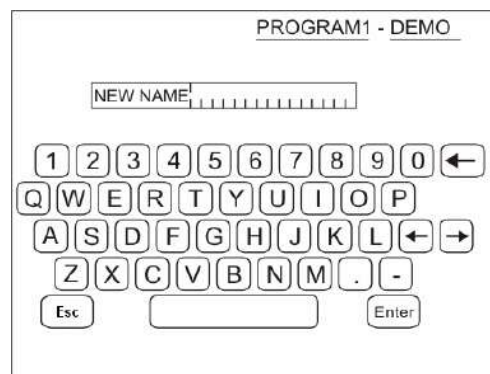 PROGRAM1 - DEMO
NEW NAME
1 2 3 4 5 6 7 8 9 0 ←
Q W E R T Y U I O P
A S D F G H J K L ← →
Z X C V B N M . -
Esc Enter